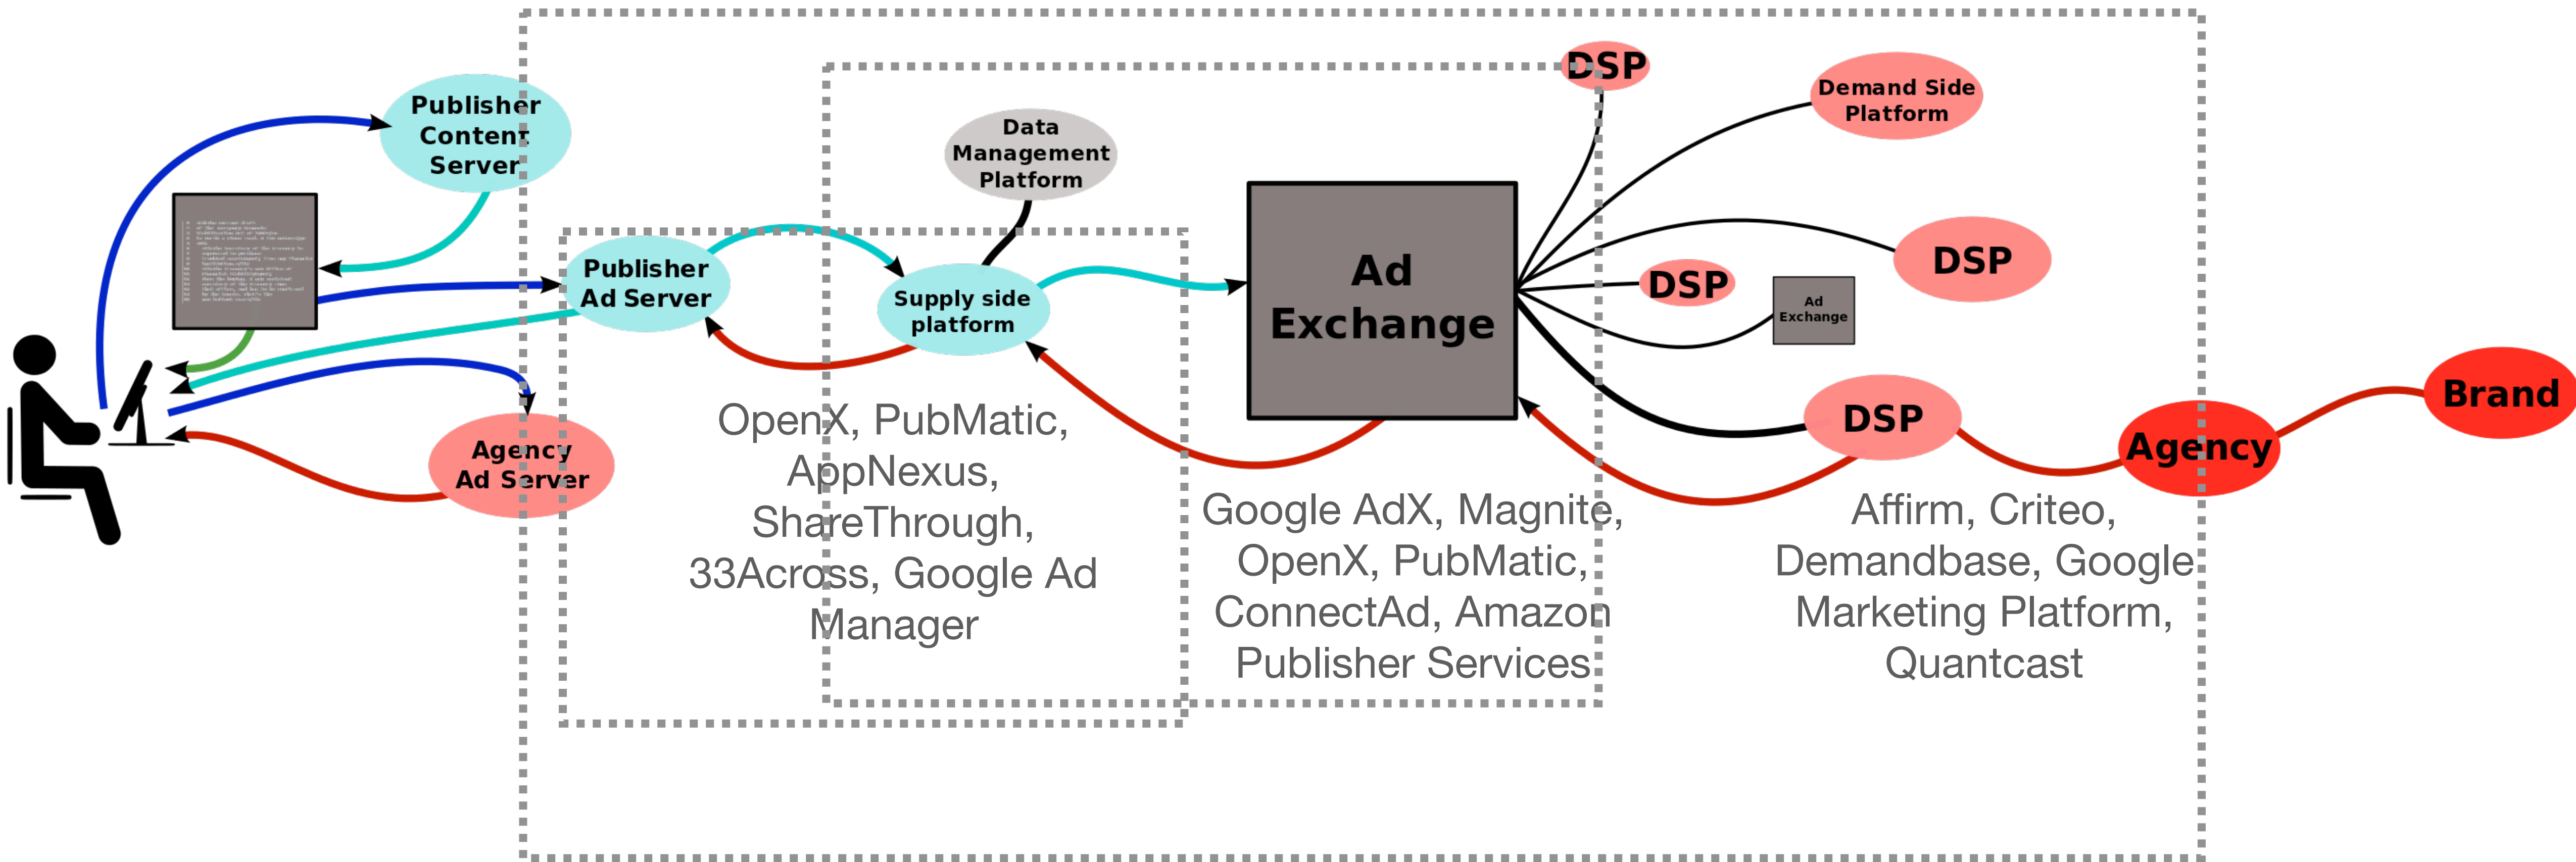 Publisher
Content
Server
Data
Management
Platform
DSP
Demand Side
Platform
Publisher
Ad Server
Supply side
platform
Ad
Exchange
DSP
DSP
Ad
Exchange
DSP
Agency
Brand
Agency
Ad Server
OpenX, PubMatic,
AppNexus,
ShareThrough,
33Across, Google Ad
Manager
Google AdX, Magnite,
OpenX, PubMatic,
ConnectAd, Amazon
Publisher Services
Affirm, Criteo,
Demandbase, Google
Marketing Platform,
Quantcast